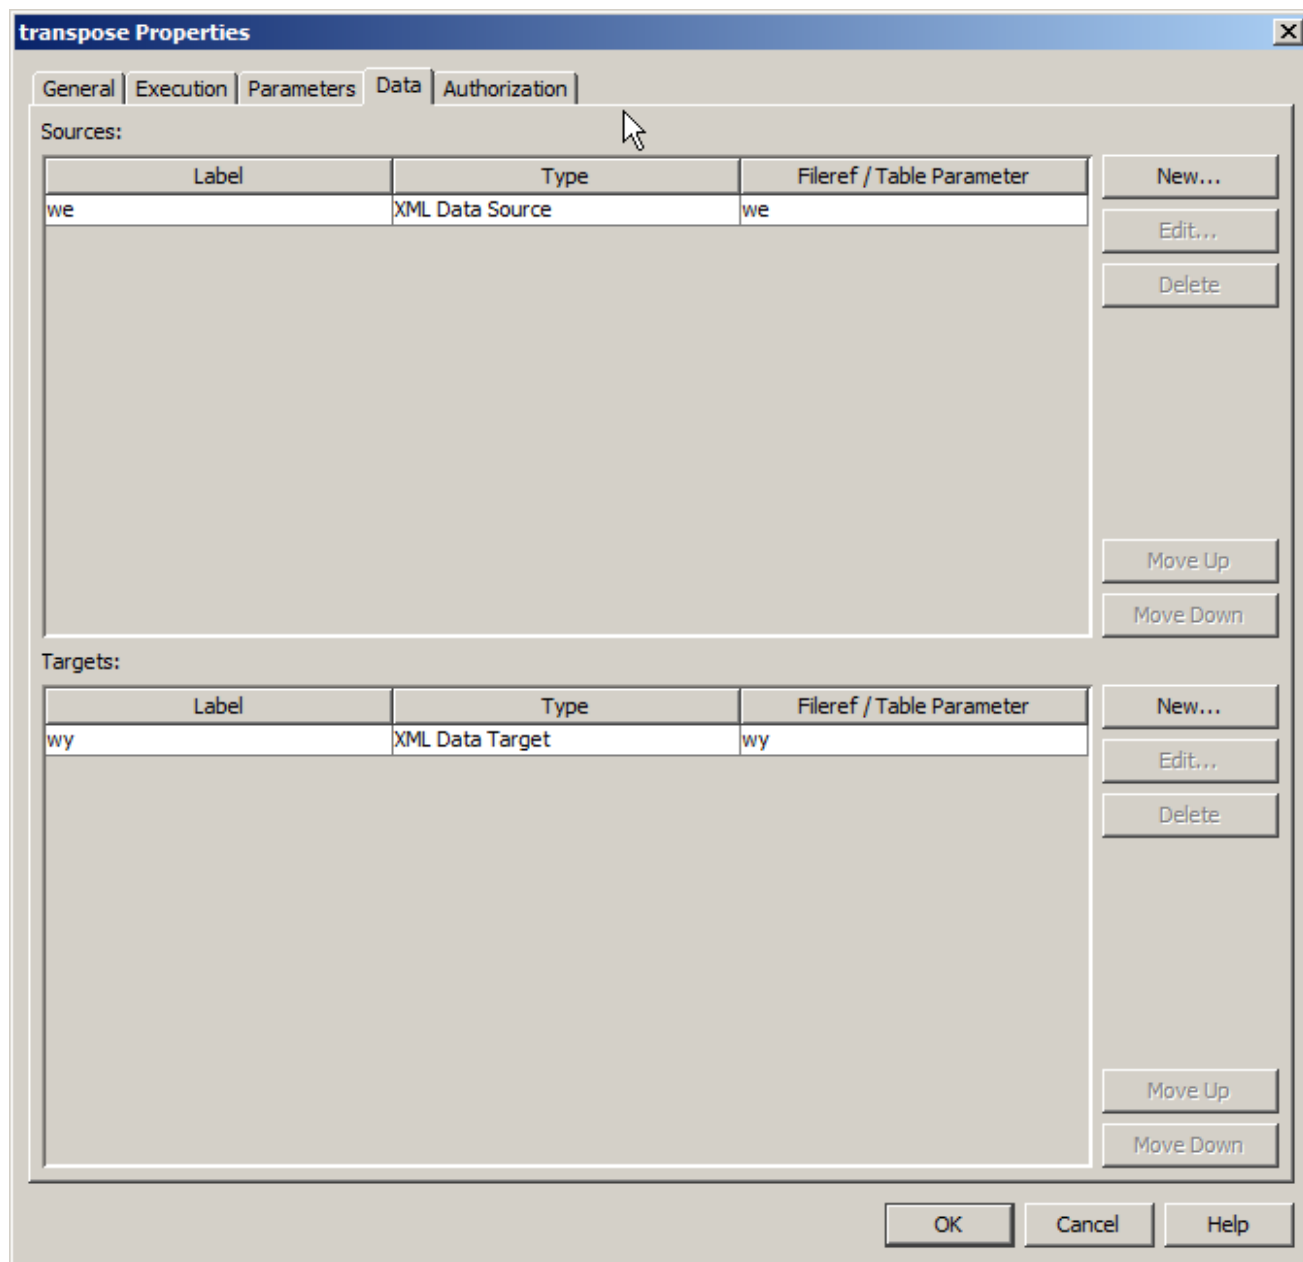 transpose Properties
General Execution Parameters Data Authorization
Sources:
Label Type Fileref / Table Parameter New...
we XML Data Source we
Edit...
Delete
Move Up
Move Down
Targets:
Label Type Fileref / Table Parameter New...
wy XML Data Target wy
Edit...
Delete
Move Up
Move Down
OK Cancel Help